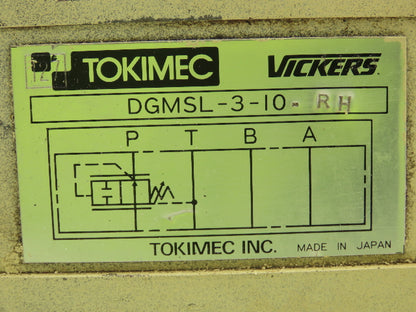 TOKIMEC VICKERS
DGMSL-3-10-RH
P T B A
TOKIMEC INC. MADE IN JAPAN